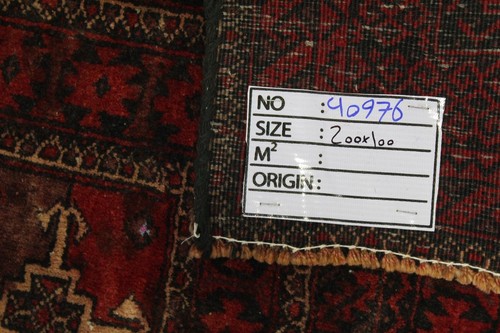 NO : 40976
SIZE : 200x100
M² :
ORIGIN :